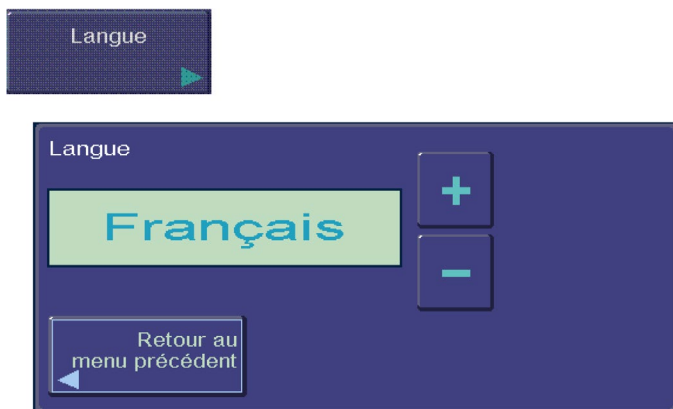 Langue
Langue
+
Français
−
Retour au
menu précédent